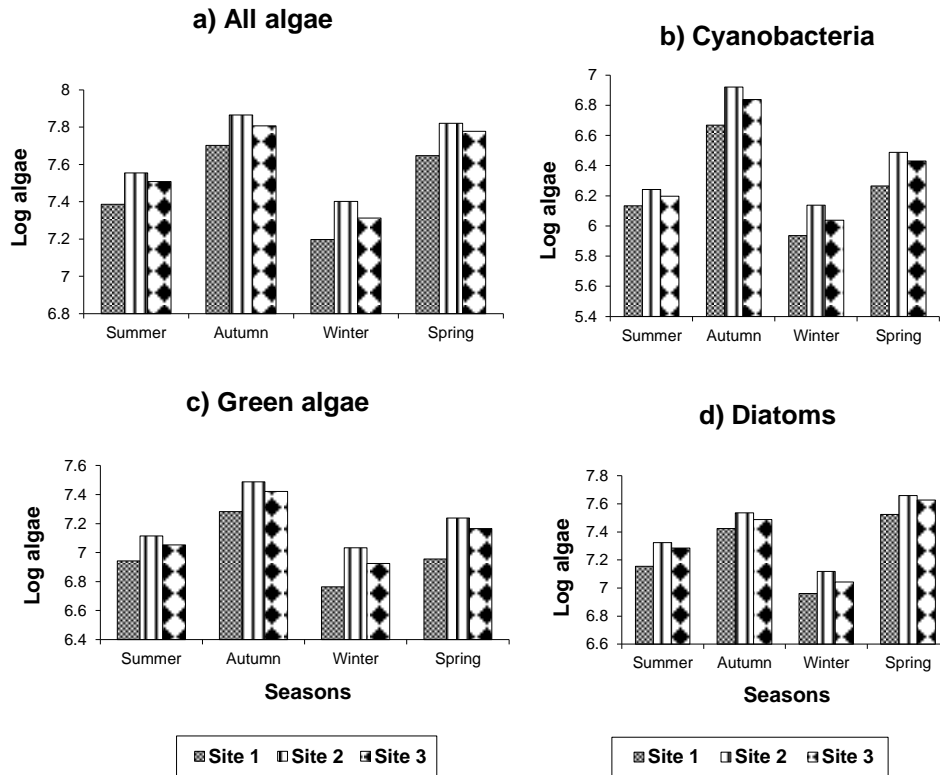 a) All algae
Log algae
8
7.8
7.6
7.4
7.2
7
6.8
Summer Autumn Winter Spring
b) Cyanobacteria
Log algae
7
6.8
6.6
6.4
6.2
6
5.8
5.6
5.4
Summer Autumn Winter Spring
c) Green algae
Log algae
7.6
7.4
7.2
7
6.8
6.6
6.4
Summer Autumn Winter Spring
Seasons
Site 1 Site 2 Site 3
d) Diatoms
Log algae
7.8
7.6
7.4
7.2
7
6.8
6.6
Summer Autumn Winter Spring
Seasons
Site 1 Site 2 Site 3